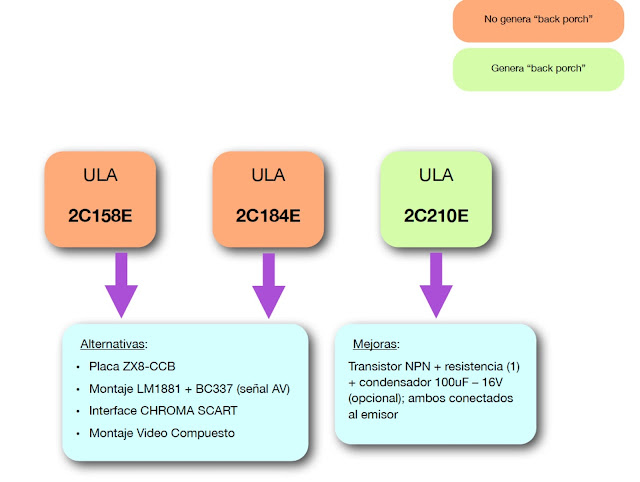 No genera “back porch”
Genera “back porch”
ULA
2C158E
ULA
2C184E
ULA
2C210E
Alternativas:
• Placa ZX8-CCB
• Montaje LM1881 + BC337 (señal AV)
• Interface CHROMA SCART
• Montaje Video Compuesto
Mejoras:
Transistor NPN + resistencia (1)
+ condensador 100uF – 16V
(opcional); ambos conectados
al emisor